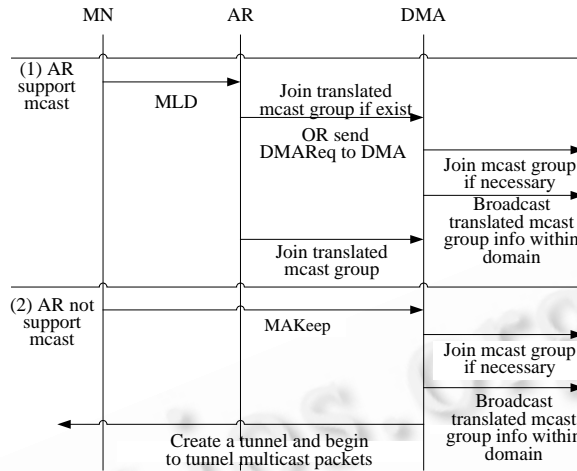 MN AR DMA
(1) AR
support
mcast
MLD
Join translated
mcast group if exist
OR send
DMAReq to DMA
Join mcast group
if necessary
Broadcast
translated mcast
group info within
domain
Join translated
mcast group
(2) AR not
support
mcast
MAKeep
Join mcast group
if necessary
Broadcast
translated mcast
group info within
domain
Create a tunnel and begin
to tunnel multicast packets